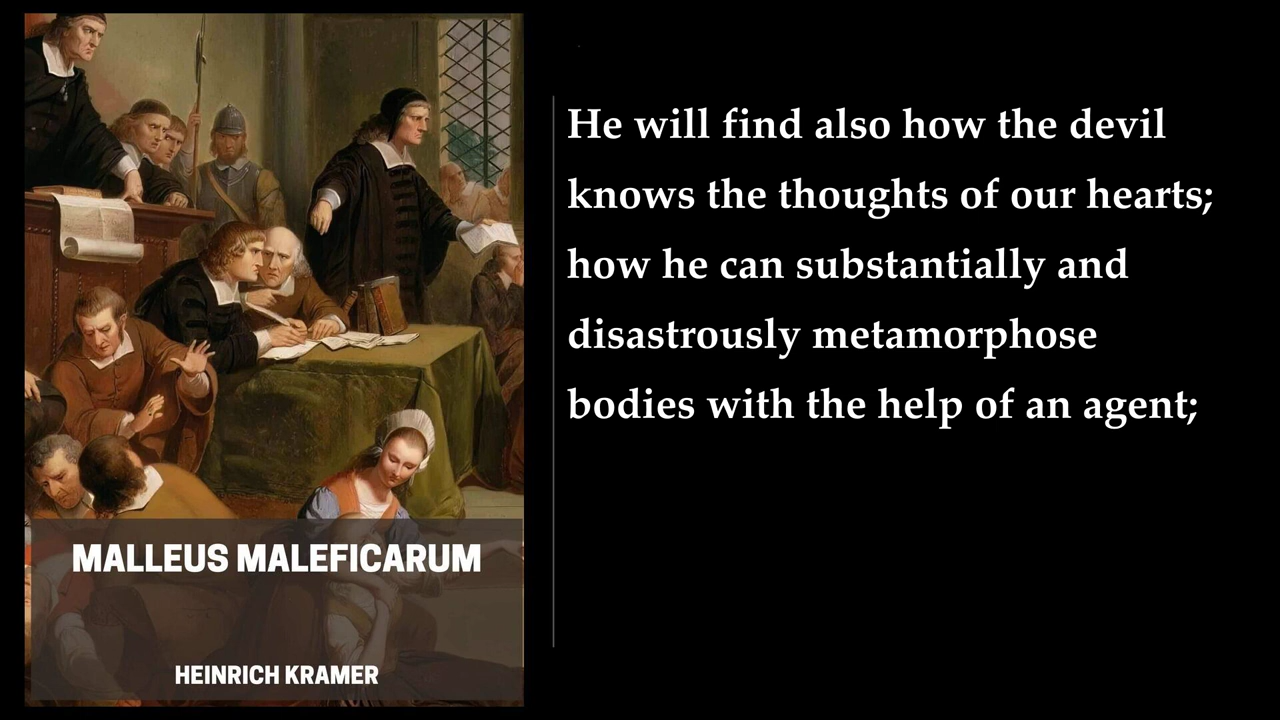 MALLEUS MALEFICARUM
HEINRICH KRAMER
He will find also how the devil
knows the thoughts of our hearts;
how he can substantially and
disastrously metamorphose
bodies with the help of an agent;